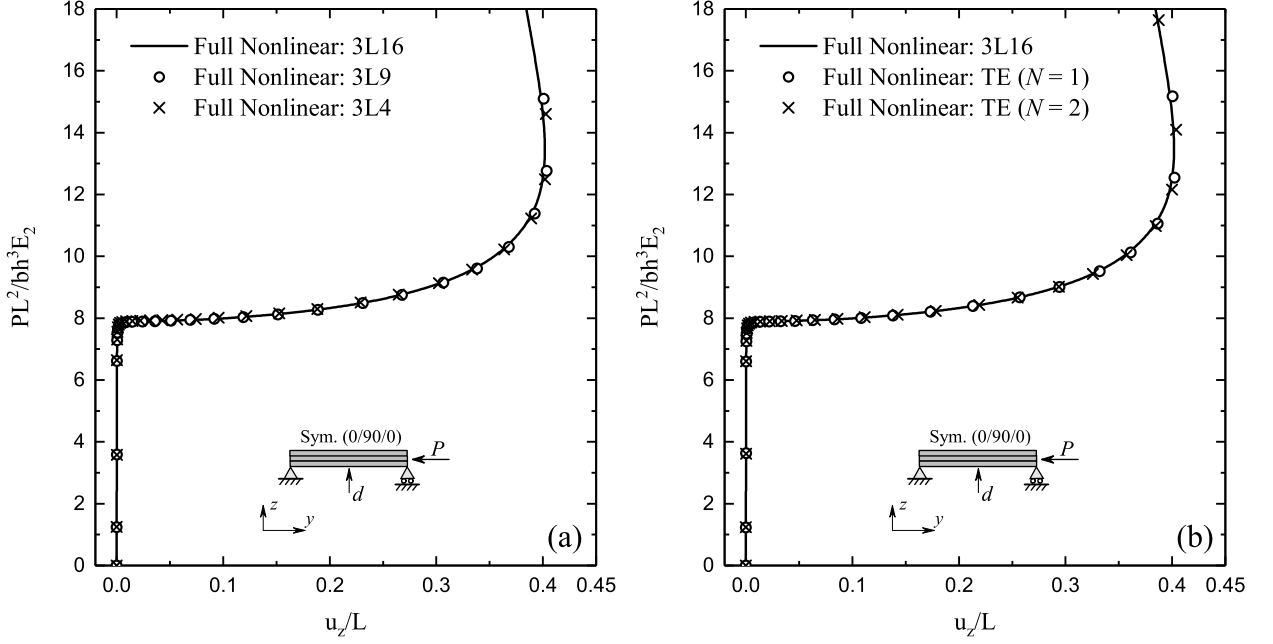 18
16
14
12
10
8
6
4
2
0
PL²/bh³E₂
Full Nonlinear: 3L16
Full Nonlinear: 3L9
Full Nonlinear: 3L4
Sym. (0/90/0)
P
d
z
y
(a)
0.0 0.1 0.2 0.3 0.4 0.45
u_z/L
18
16
14
12
10
8
6
4
2
0
PL²/bh³E₂
Full Nonlinear: 3L16
Full Nonlinear: TE (N = 1)
Full Nonlinear: TE (N = 2)
Sym. (0/90/0)
P
d
z
y
(b)
0.0 0.1 0.2 0.3 0.4 0.45
u_z/L